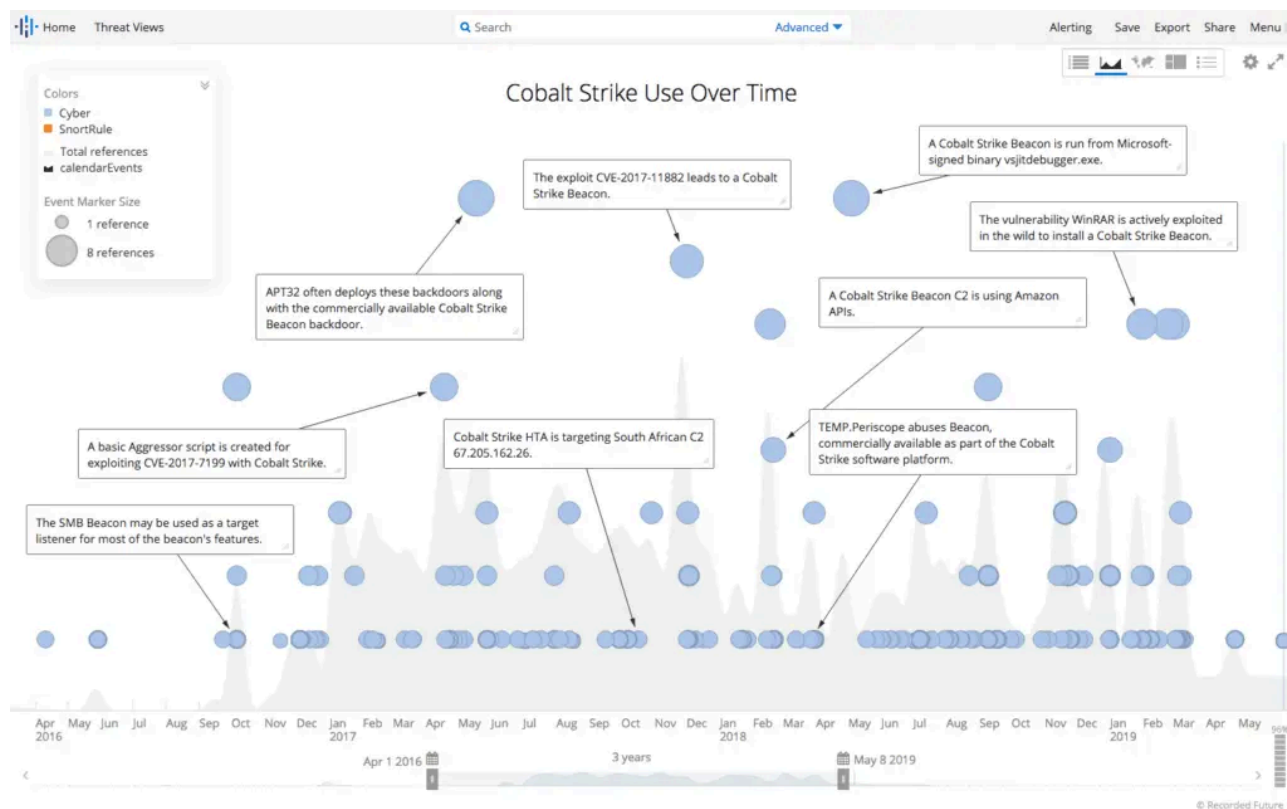 Home Threat Views Search Advanced Alerting Save Export Share Menu
Cobalt Strike Use Over Time
Colors
Cyber
SnortRule
Total references
calendarEvents
Event Marker Size
1 reference
8 references
A Cobalt Strike Beacon is run from Microsoft-
signed binary vsjitdebugger.exe.
The exploit CVE-2017-11882 leads to a Cobalt
Strike Beacon.
The vulnerability WinRAR is actively exploited
in the wild to install a Cobalt Strike Beacon.
APT32 often deploys these backdoors along
with the commercially available Cobalt Strike
Beacon backdoor.
A Cobalt Strike Beacon C2 is using Amazon
APIs.
A basic Aggressor script is created for
exploiting CVE-2017-7199 with Cobalt Strike.
Cobalt Strike HTA is targeting South African C2
67.205.162.26.
TEMP.Periscope abuses Beacon,
commercially available as part of the Cobalt
Strike software platform.
The SMB Beacon may be used as a target
listener for most of the beacon's features.
Apr May Jun Jul Aug Sep Oct Nov Dec Jan Feb Mar Apr May Jun Jul Aug Sep Oct Nov Dec Jan Feb Mar Apr May Jun Jul Aug Sep Oct Nov Dec Jan Feb Mar Apr May
2016 2017 2018 2019
Apr 1 2016 3 years May 8 2019
© Recorded Future